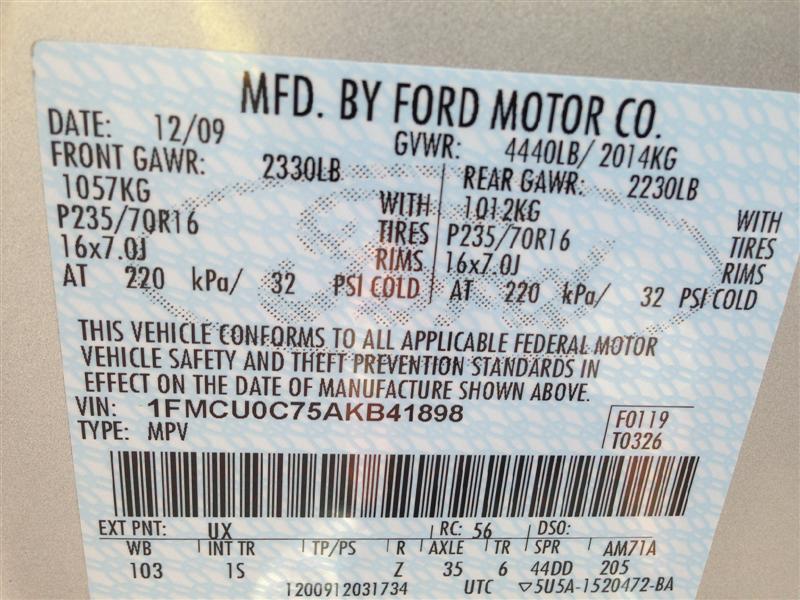 MFD. BY FORD MOTOR CO.
DATE: 12/09 GVWR: 4440LB/ 2014KG
FRONT GAWR: 2330LB REAR GAWR: 2230LB
1057KG WITH 1012KG WITH
P235/70R16 TIRES P235/70R16 TIRES
16x7.0J RIMS 16x7.0J RIMS
AT 220 kPa/ 32 PSI COLD AT 220 kPa/ 32 PSI COLD
THIS VEHICLE CONFORMS TO ALL APPLICABLE FEDERAL MOTOR
VEHICLE SAFETY AND THEFT PREVENTION STANDARDS IN
EFFECT ON THE DATE OF MANUFACTURE SHOWN ABOVE.
VIN: 1FMCU0C75AKB41898 F0119
TYPE: MPV T0326
EXT PNT: UX RC: 56 DSO:
WB INT TR TP/PS R AXLE TR SPR AM71A
103 1S Z 35 6 44DD 205
1200912031734 UTC ▽5U5A-1520472-BA